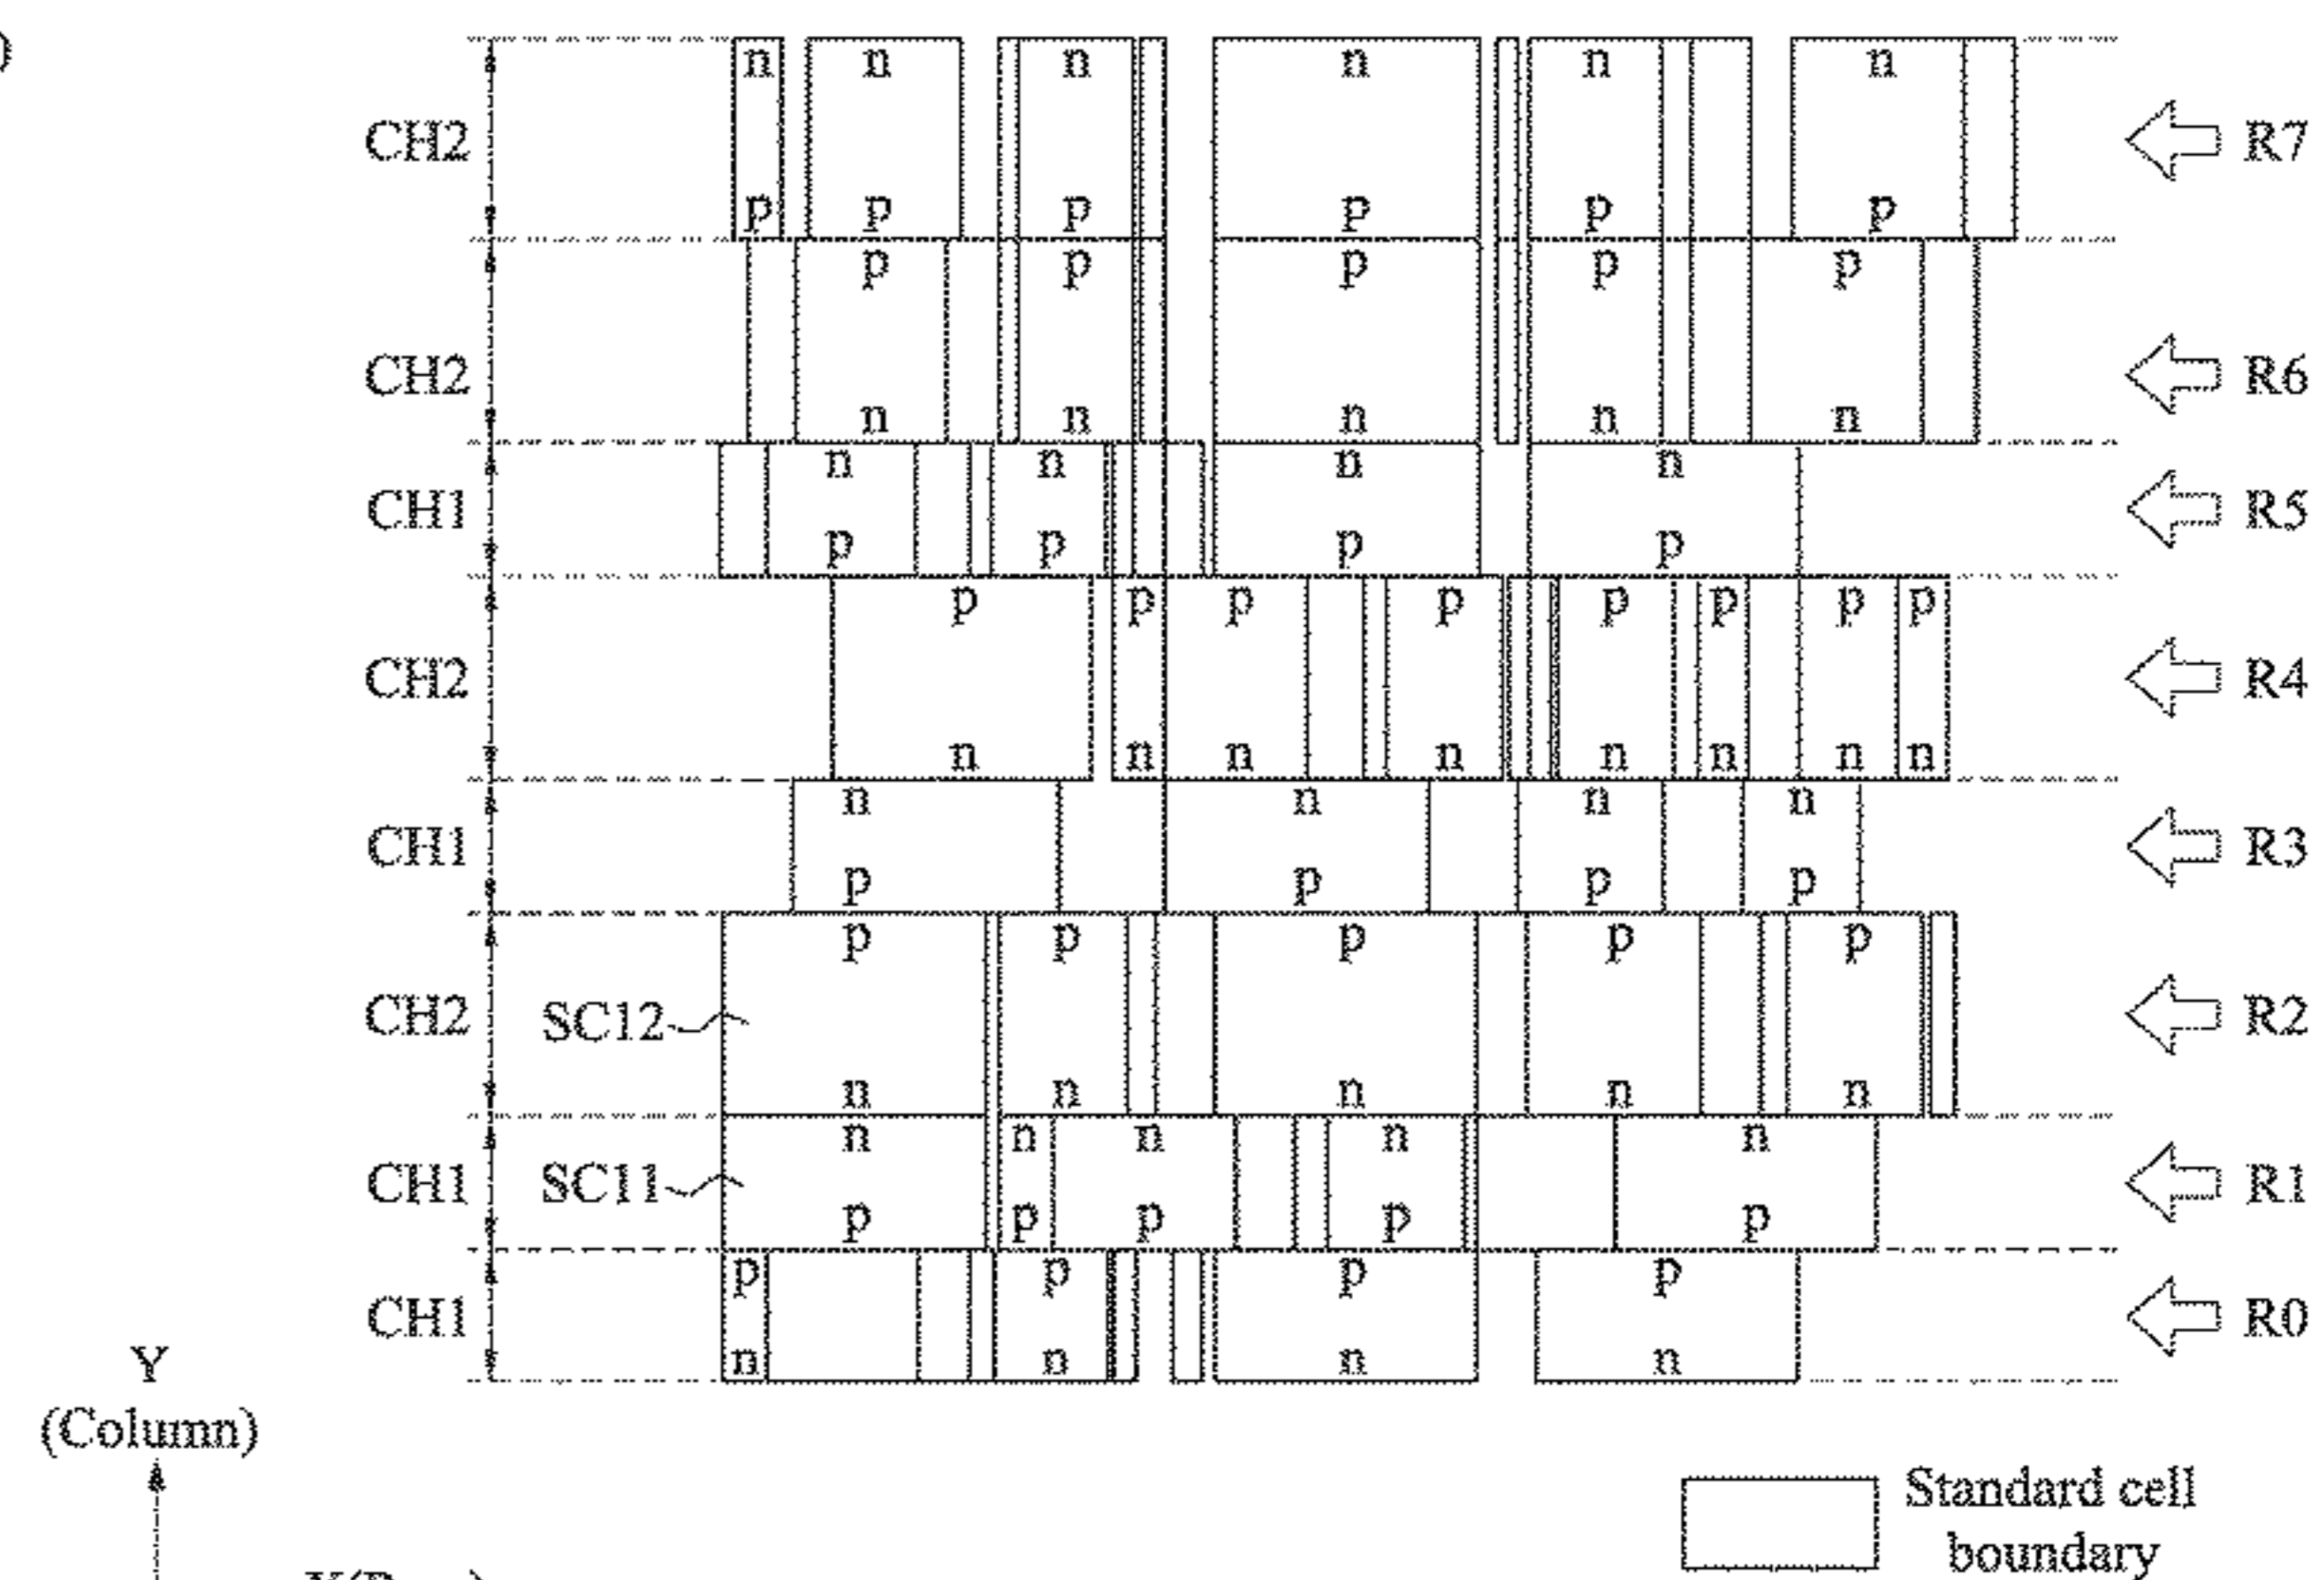 )
n n n n n n
CH2 R7
p p p p p p
p p p p p
CH2 R6
n n n n n
n n n n
CH1 R5
p p p p
p p p p p p p p
CH2 R4
n n n n n n n n
n n n n
CH1 R3
p p p p
p p p p p
CH2 SC12 R2
n n n n n
n n n n n
CH1 SC11 R1
p p p p p
p p p p
CH1 R0
n n n n
Y
(Column)
Standard cell
boundary